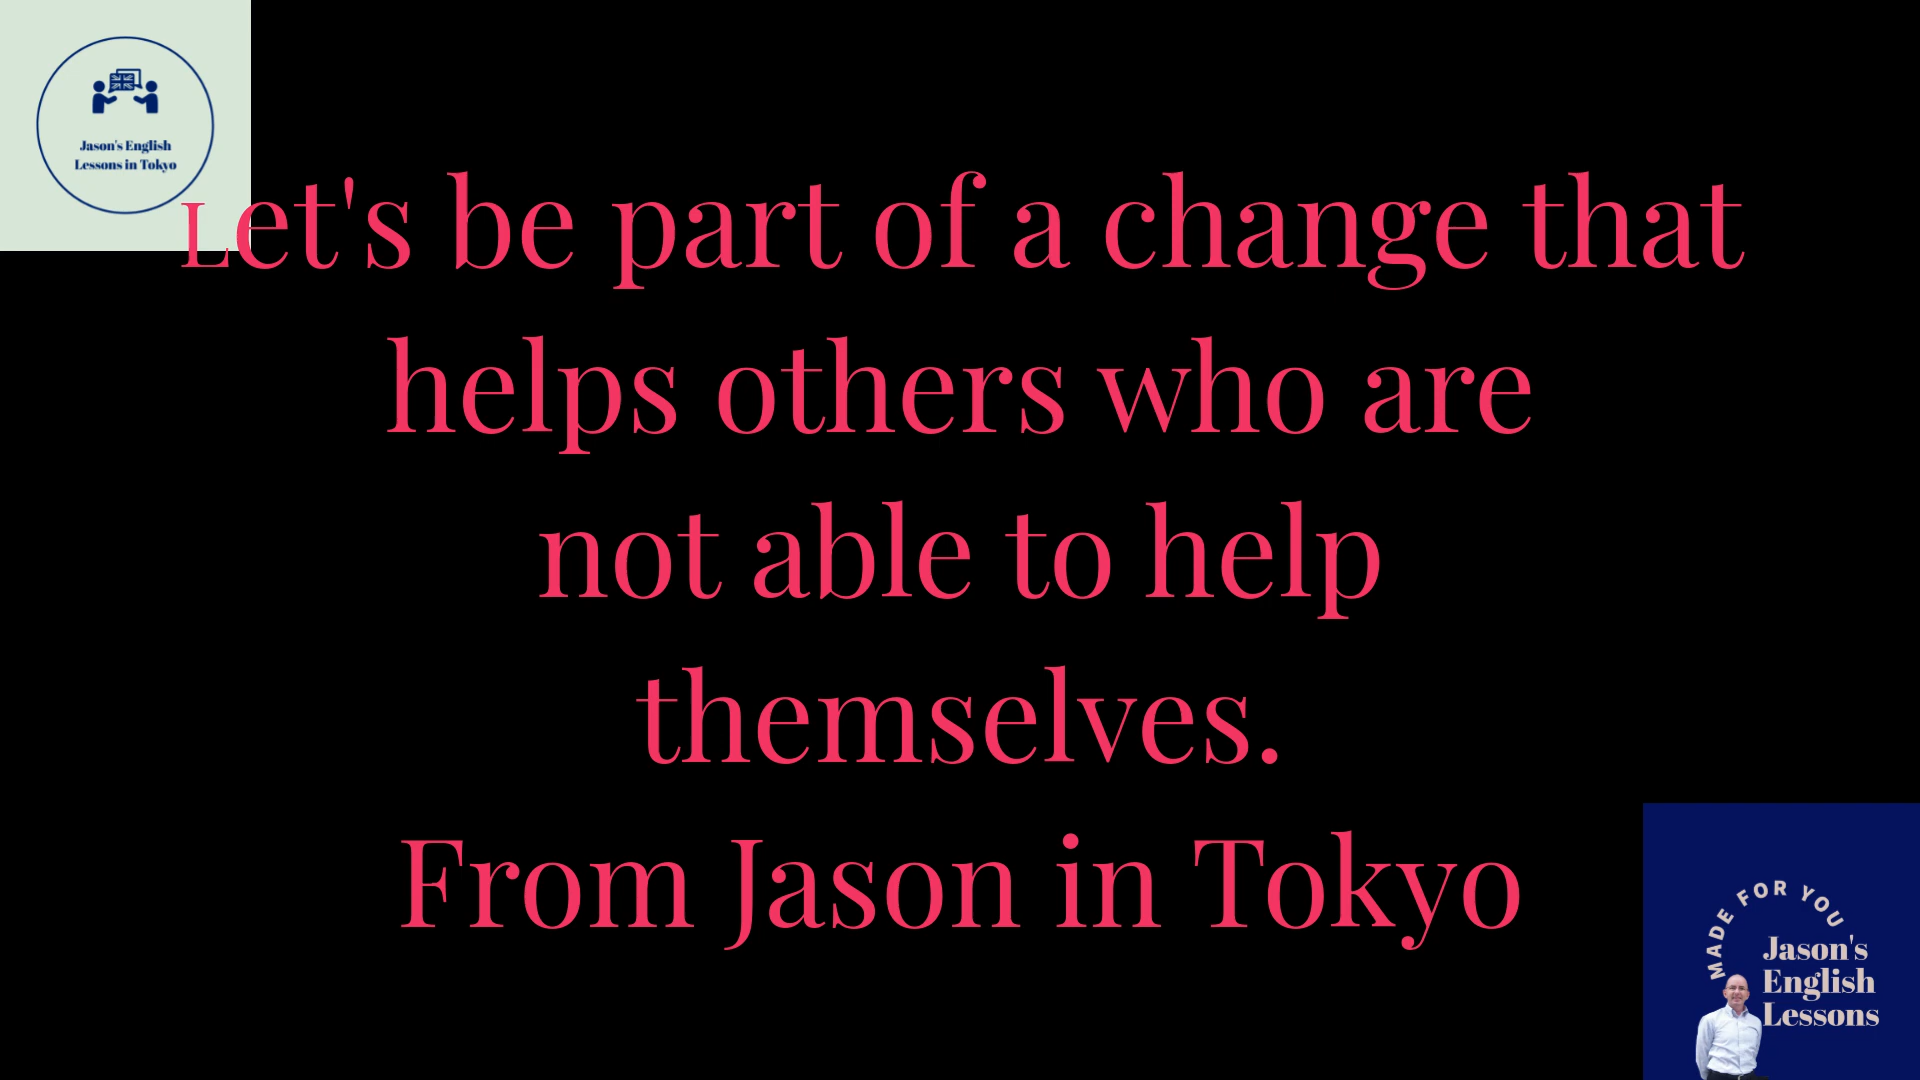 Jason's English
Lessons in Tokyo
Let's be part of a change that
helps others who are
not able to help
themselves.
From Jason in Tokyo
MADE FOR YOU
Jason's
English
Lessons